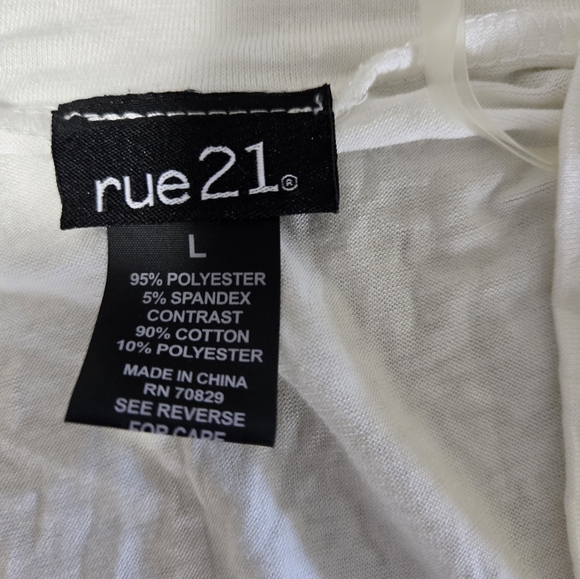 rue21®
L
95% POLYESTER
5% SPANDEX
CONTRAST
90% COTTON
10% POLYESTER
MADE IN CHINA
RN 70829
SEE REVERSE
FOR CARE